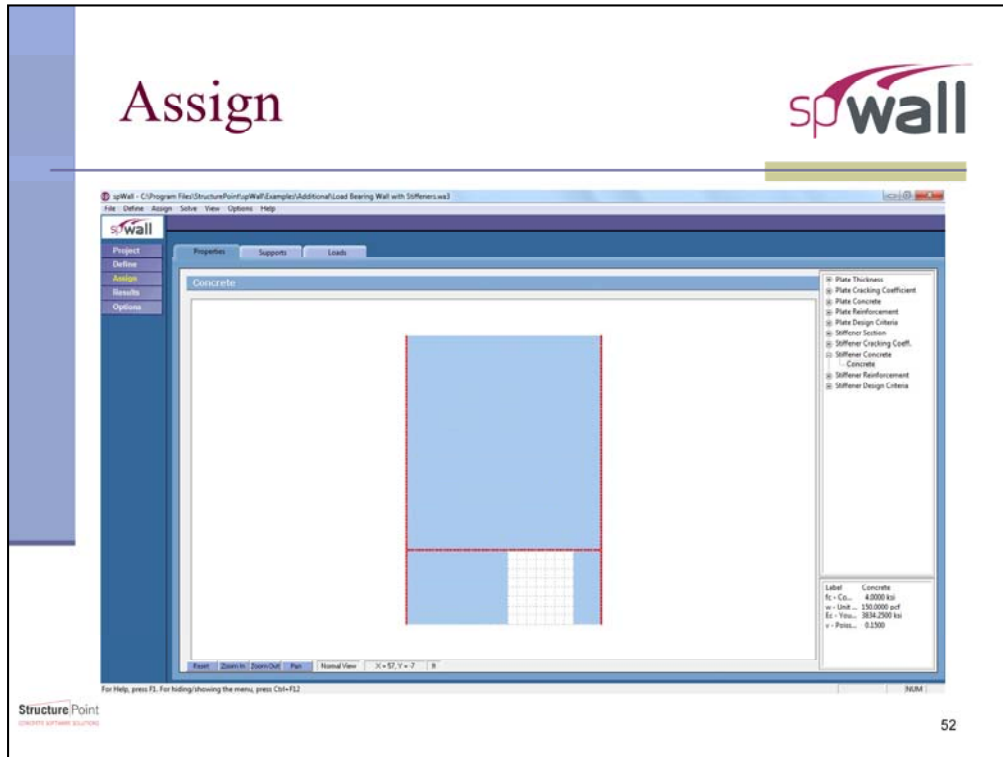 Assign
spwall
spWall - C:\Program Files\StructurePoint\spWall\Examples\Additional\Load Bearing Wall with Stiffeners.wa3
File Define Assign Solve View Options Help
spwall
Project
Define
Assign
Results
Options
Properties
Supports
Loads
Concrete
Plate Thickness
Plate Cracking Coefficient
Plate Concrete
Plate Reinforcement
Plate Design Criteria
Stiffener Section
Stiffener Cracking Coeff.
Stiffener Concrete
Concrete
Stiffener Reinforcement
Stiffener Design Criteria
Label Concrete
fc - Co... 4.0000 ksi
w - Unit ... 150.0000 pcf
Ec - You... 3834.2500 ksi
v - Poiss... 0.1500
Reset Zoom In Zoom Out Pan Normal View X = 57, Y = -7 ft
For Help, press F1. For hiding/showing the menu, press Ctrl+F12
NUM
StructurePoint
CONCRETE SOFTWARE SOLUTIONS
52